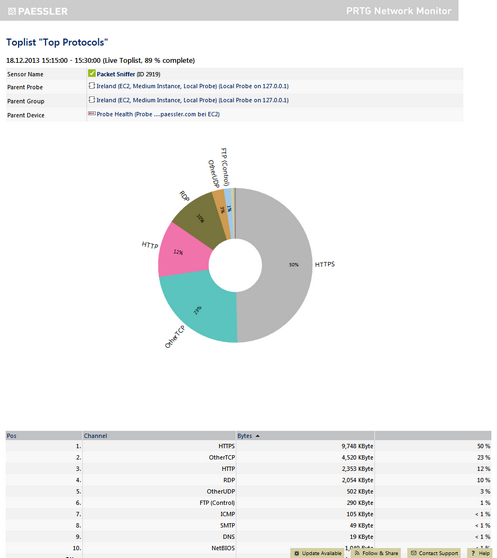 PAESSLER
PRTG Network Monitor
Toplist "Top Protocols"
18.12.2013 15:15:00 - 15:30:00 (Live Toplist, 89 % complete)
Sensor Name Packet Sniffer (ID 2919)
Parent Probe Ireland (EC2, Medium Instance, Local Probe) (Local Probe on 127.0.0.1)
Parent Group Ireland (EC2, Medium Instance, Local Probe) (Local Probe on 127.0.0.1)
Parent Device Probe Health (Probe ....paessler.com bei EC2)
FTP (Control)
OtherUDP
RDP
HTTP
OtherTCP
HTTPS
1%
3%
10%
12%
23%
50%
Pos Channel Bytes
1. HTTPS 9,748 KByte 50 %
2. OtherTCP 4,520 KByte 23 %
3. HTTP 2,353 KByte 12 %
4. RDP 2,054 KByte 10 %
5. OtherUDP 502 KByte 3 %
6. FTP (Control) 290 KByte 1 %
7. ICMP 105 KByte < 1 %
8. SMTP 49 KByte < 1 %
9. DNS 19 KByte < 1 %
10. NetBIOS
Update Available Follow & Share Contact Support ? Help